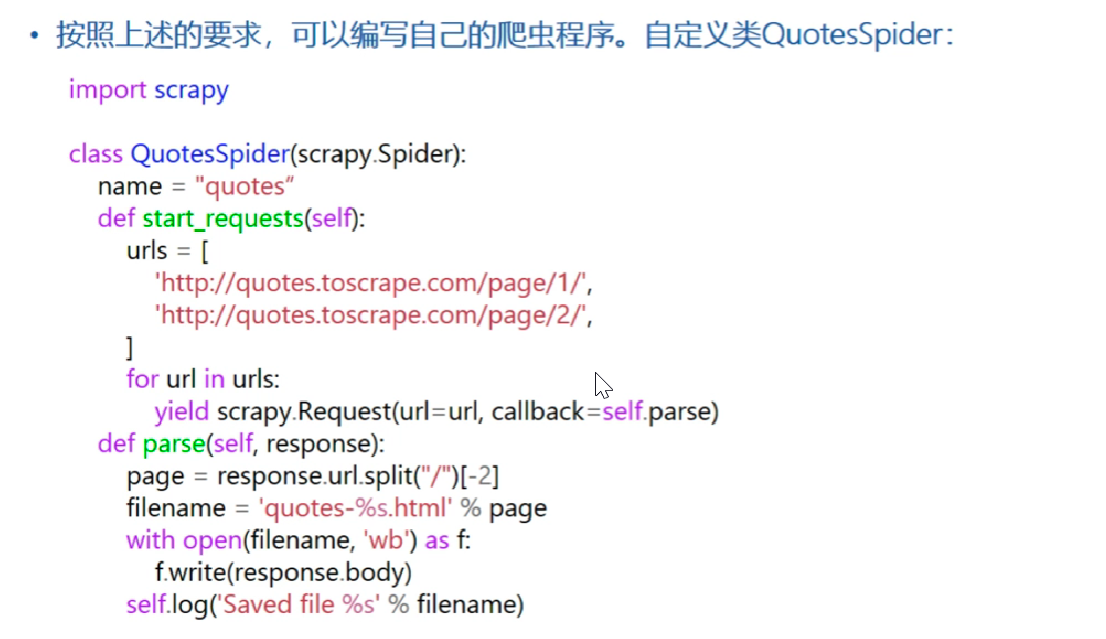 • 按照上述的要求，可以编写自己的爬虫程序。自定义类QuotesSpider：
import scrapy
class QuotesSpider(scrapy.Spider):
name = "quotes"
def start_requests(self):
urls = [
'http://quotes.toscrape.com/page/1/',
'http://quotes.toscrape.com/page/2/',
]
for url in urls:
yield scrapy.Request(url=url, callback=self.parse)
def parse(self, response):
page = response.url.split("/")[-2]
filename = 'quotes-%s.html' % page
with open(filename, 'wb') as f:
f.write(response.body)
self.log('Saved file %s' % filename)